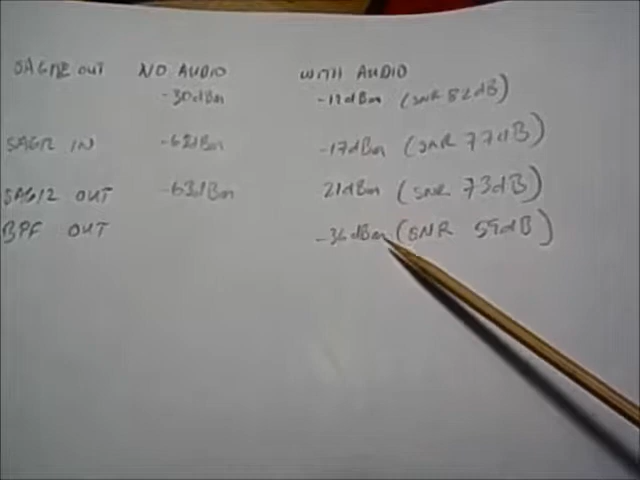 SA612 OUT NO AUDIO WITH AUDIO
-30dBm -12dBm (SNR 82dB)
SA612 IN -62dBm -17dBm (SNR 77dB)
SA612 OUT -63dBm 21dBm (SNR 73dB)
BPF OUT -36dBm (SNR 59dB)